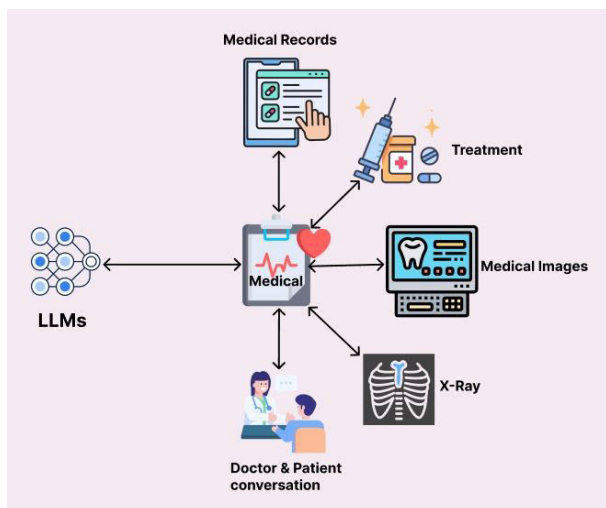 Medical Records
Treatment
LLMs
Medical
Medical Images
X-Ray
Doctor & Patient
conversation